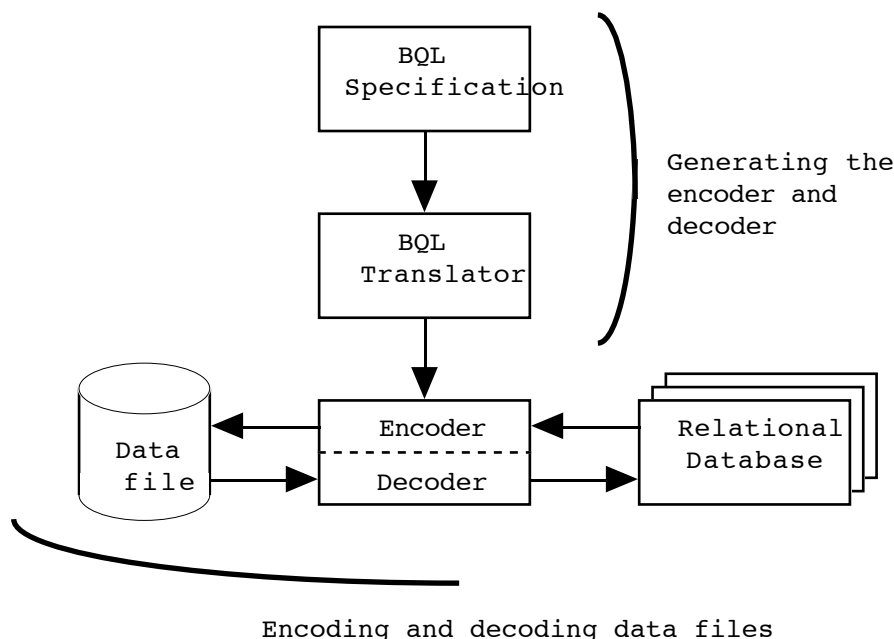 BQL
Specification
Generating the
encoder and
decoder
BQL
Translator
Data
file
Encoder
Decoder
Relational
Database
Encoding and decoding data files